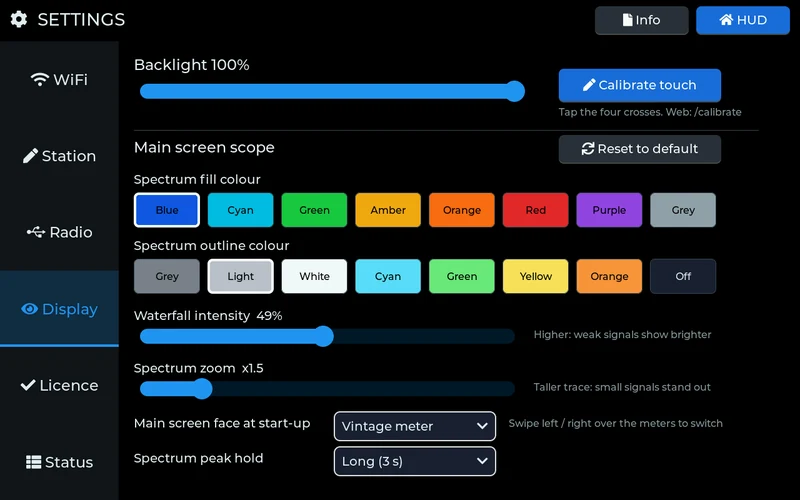 SETTINGS
Info
HUD
WiFi
Station
Radio
Display
Licence
Status
Backlight 100%
Calibrate touch
Tap the four crosses. Web: /calibrate
Main screen scope
Reset to default
Spectrum fill colour
Blue Cyan Green Amber Orange Red Purple Grey
Spectrum outline colour
Grey Light White Cyan Green Yellow Orange Off
Waterfall intensity 49%
Higher: weak signals show brighter
Spectrum zoom x1.5
Taller trace: small signals stand out
Main screen face at start-up Vintage meter
Swipe left / right over the meters to switch
Spectrum peak hold Long (3 s)